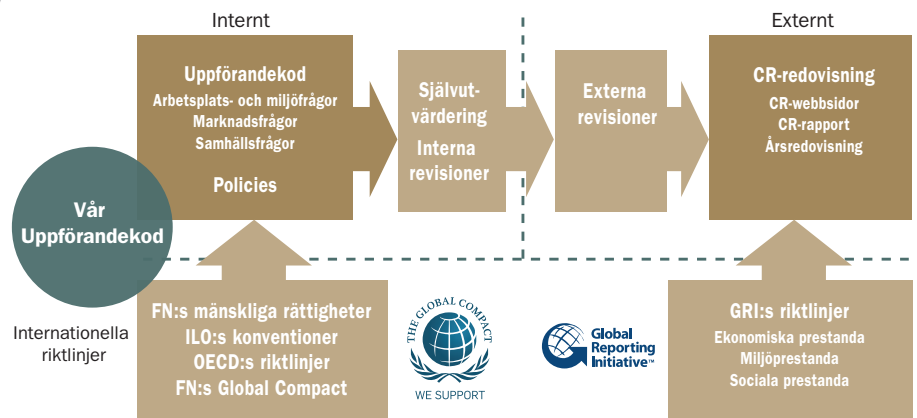 Internt
Externt
Uppförandekod
Arbetsplats- och miljöfrågor
Marknadsfrågor
Samhällsfrågor
Policies
Självut-
värdering
Interna
revisioner
Externa
revisioner
CR-redovisning
CR-webbsidor
CR-rapport
Årsredovisning
Vår
Uppförandekod
Internationella
riktlinjer
FN:s mänskliga rättigheter
ILO:s konventioner
OECD:s riktlinjer
FN:s Global Compact
THE GLOBAL COMPACT
WE SUPPORT
Global
Reporting
Initiative™
GRI:s riktlinjer
Ekonomiska prestanda
Miljöprestanda
Sociala prestanda